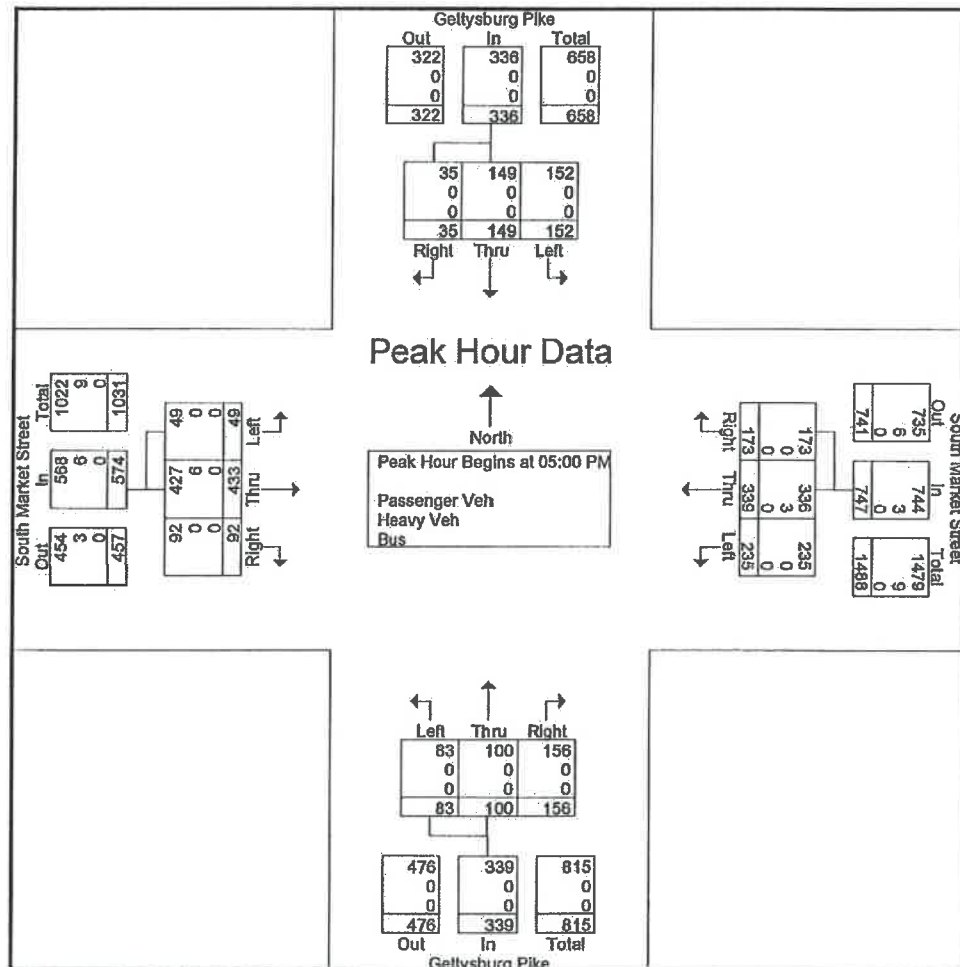 Gettysburg Pike
Out In Total
322 336 658
0 0 0
0 0 0
322 336 658
35 149 152
0 0 0
0 0 0
35 149 152
Right Thru Left
Peak Hour Data
North
Peak Hour Begins at 05:00 PM
Passenger Veh
Heavy Veh
Bus
South Market Street
Out In Total
454 568 1022
3 6 9
0 0 0
457 574 1031
92 427 49
0 6 0
0 0 0
92 433 49
Right Thru Left
South Market Street
Out In Total
735 744 1479
6 3 9
0 0 0
741 747 1488
173 336 235
0 3 0
0 0 0
173 339 235
Right Thru Left
Left Thru Right
83 100 156
0 0 0
0 0 0
83 100 156
476 339 815
0 0 0
0 0 0
476 339 815
Out In Total
Gettysburg Pike